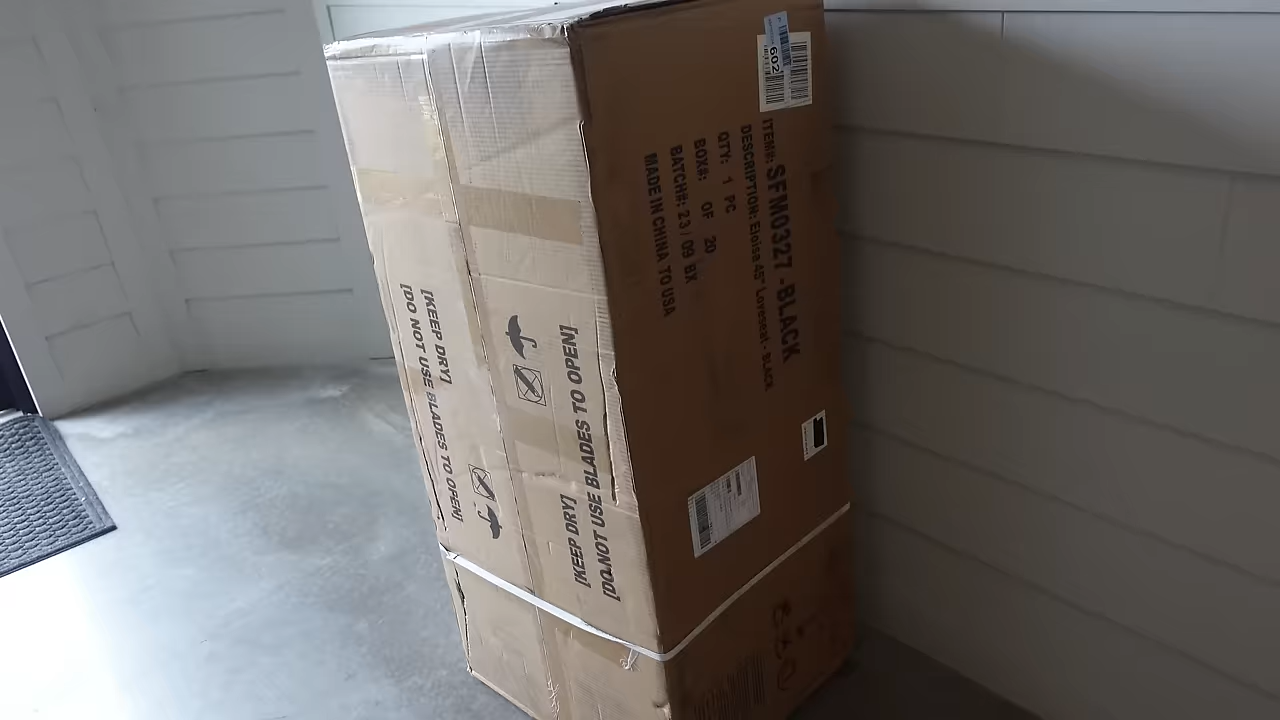 602
ITEM#: SFM0327 -BLACK
DESCRIPTION: Eloisa 45" Loveseat - BLACK
QTY: 1 PC
BOX#: OF 20
BATCH#: 23 / 09 BX
MADE IN CHINA TO USA
[KEEP DRY]
[DO NOT USE BLADES TO OPEN]
[KEEP DRY]
[DO NOT USE BLADES TO OPEN]